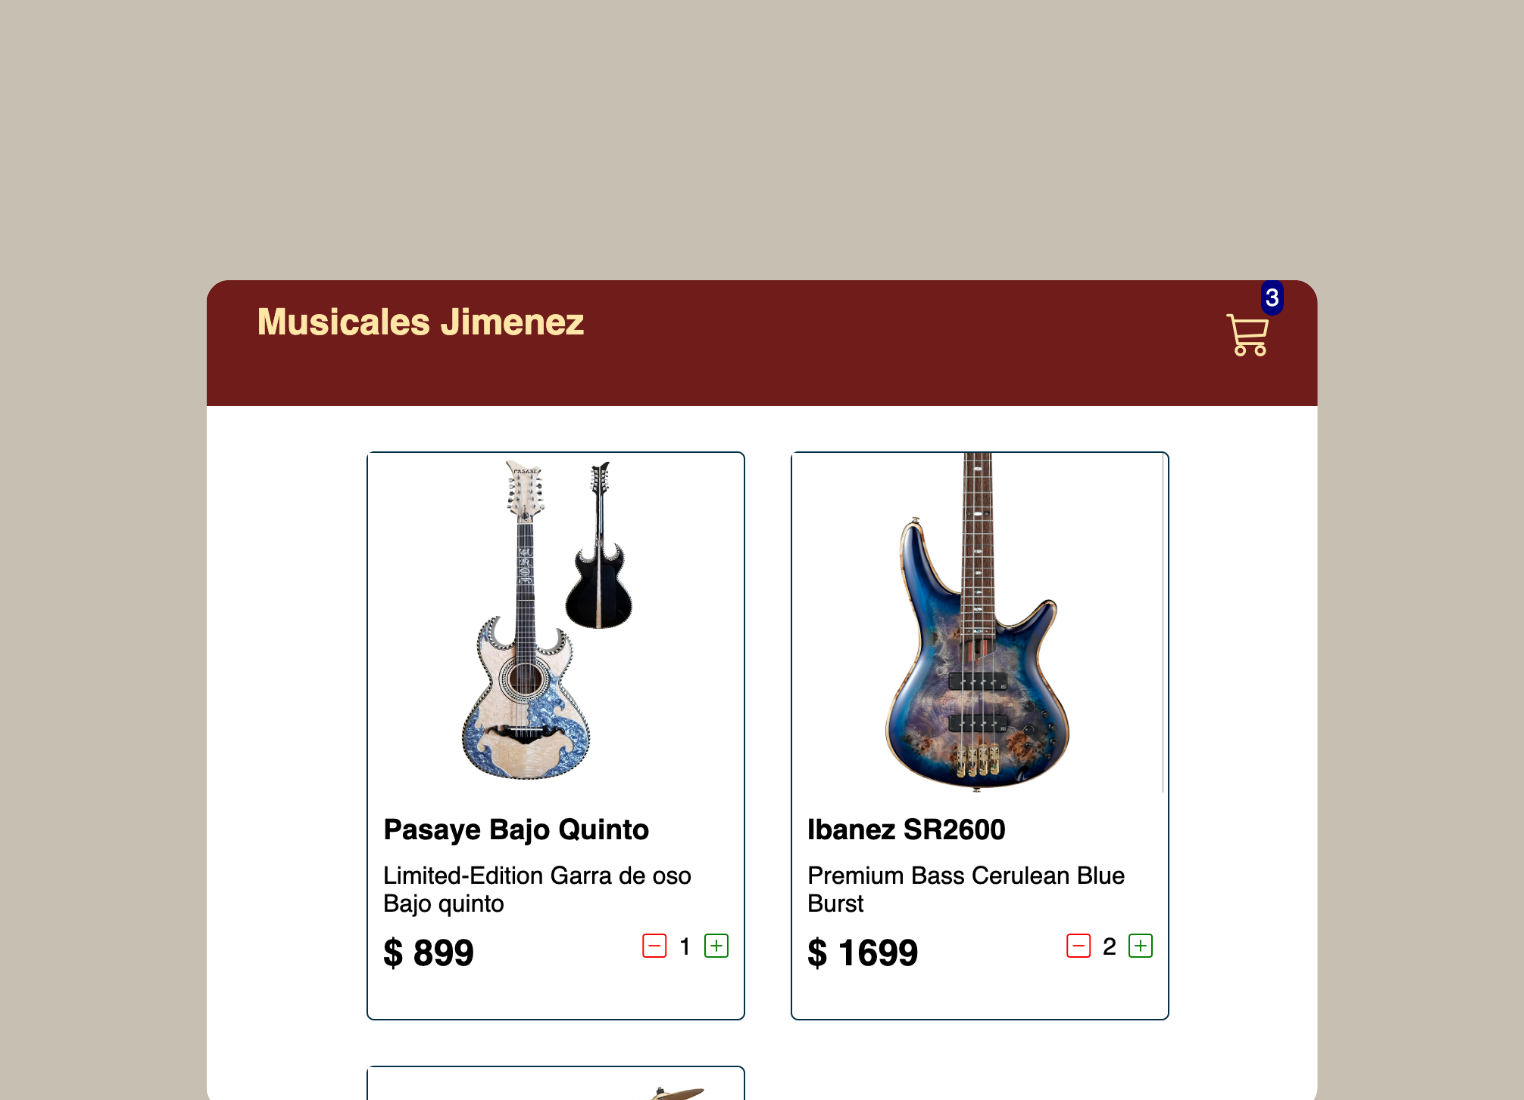 Musicales Jimenez
3
PASAYE
Pasaye Bajo Quinto
Limited-Edition Garra de oso
Bajo quinto
$ 899
1
Ibanez SR2600
Premium Bass Cerulean Blue
Burst
$ 1699
2